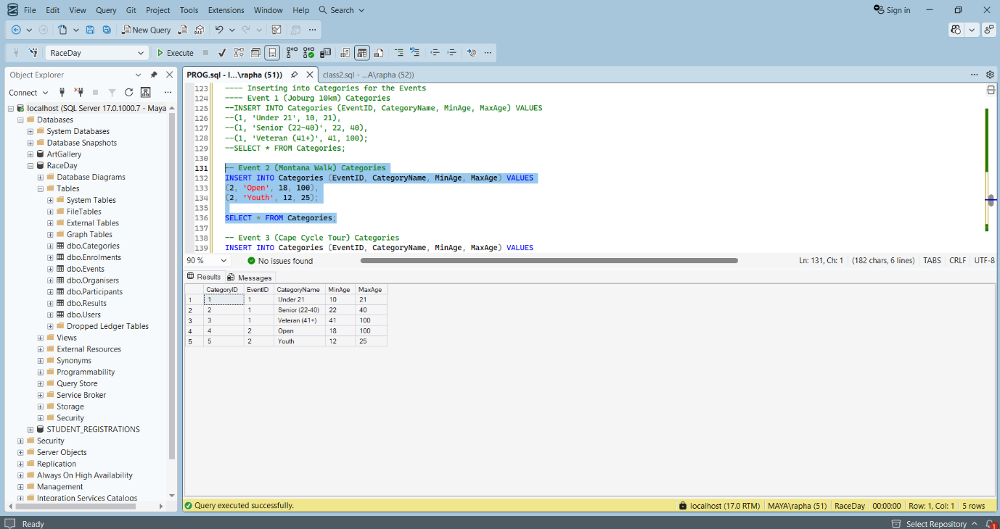 File Edit View Query Git Project Tools Extensions Window Help Search Sign in
New Query
RaceDay Execute
Object Explorer
Connect
localhost (SQL Server 17.0.1000.7 - Maya
Databases
System Databases
Database Snapshots
ArtGallery
RaceDay
Database Diagrams
Tables
System Tables
FileTables
External Tables
Graph Tables
dbo.Categories
dbo.Enrolments
dbo.Events
dbo.Organisers
dbo.Participants
dbo.Results
dbo.Users
Dropped Ledger Tables
Views
External Resources
Synonyms
Programmability
Query Store
Service Broker
Storage
Security
STUDENT_REGISTRATIONS
Security
Server Objects
Replication
Always On High Availability
Management
Integration Services Catalogs
PROG.sql - l...\rapha (51)) class2.sql - ...A\rapha (52))
123 ---- Inserting into Categories for the Events
124 ---- Event 1 (Joburg 10km) Categories
125 --INSERT INTO Categories (EventID, CategoryName, MinAge, MaxAge) VALUES
126 --(1, 'Under 21', 10, 21),
127 --(1, 'Senior (22-40)', 22, 40),
128 --(1, 'Veteran (41+)', 41, 100);
129 --SELECT * FROM Categories;
130
131 -- Event 2 (Montana Walk) Categories
132 INSERT INTO Categories (EventID, CategoryName, MinAge, MaxAge) VALUES
133 (2, 'Open', 18, 100),
134 (2, 'Youth', 12, 25);
135
136 SELECT * FROM Categories;
137
138 -- Event 3 (Cape Cycle Tour) Categories
139 INSERT INTO Categories (EventID, CategoryName, MinAge, MaxAge) VALUES
90 % No issues found Ln: 131, Ch: 1 (182 chars, 6 lines) TABS CRLF UTF-8
Results Messages
CategoryID EventID CategoryName MinAge MaxAge
1 1 1 Under 21 10 21
2 2 1 Senior (22-40) 22 40
3 3 1 Veteran (41+) 41 100
4 4 2 Open 18 100
5 5 2 Youth 12 25
Query executed successfully. localhost (17.0 RTM) MAYA\rapha (51) RaceDay 00:00:00 Row: 1, Col: 1 5 rows
Ready Select Repository 1